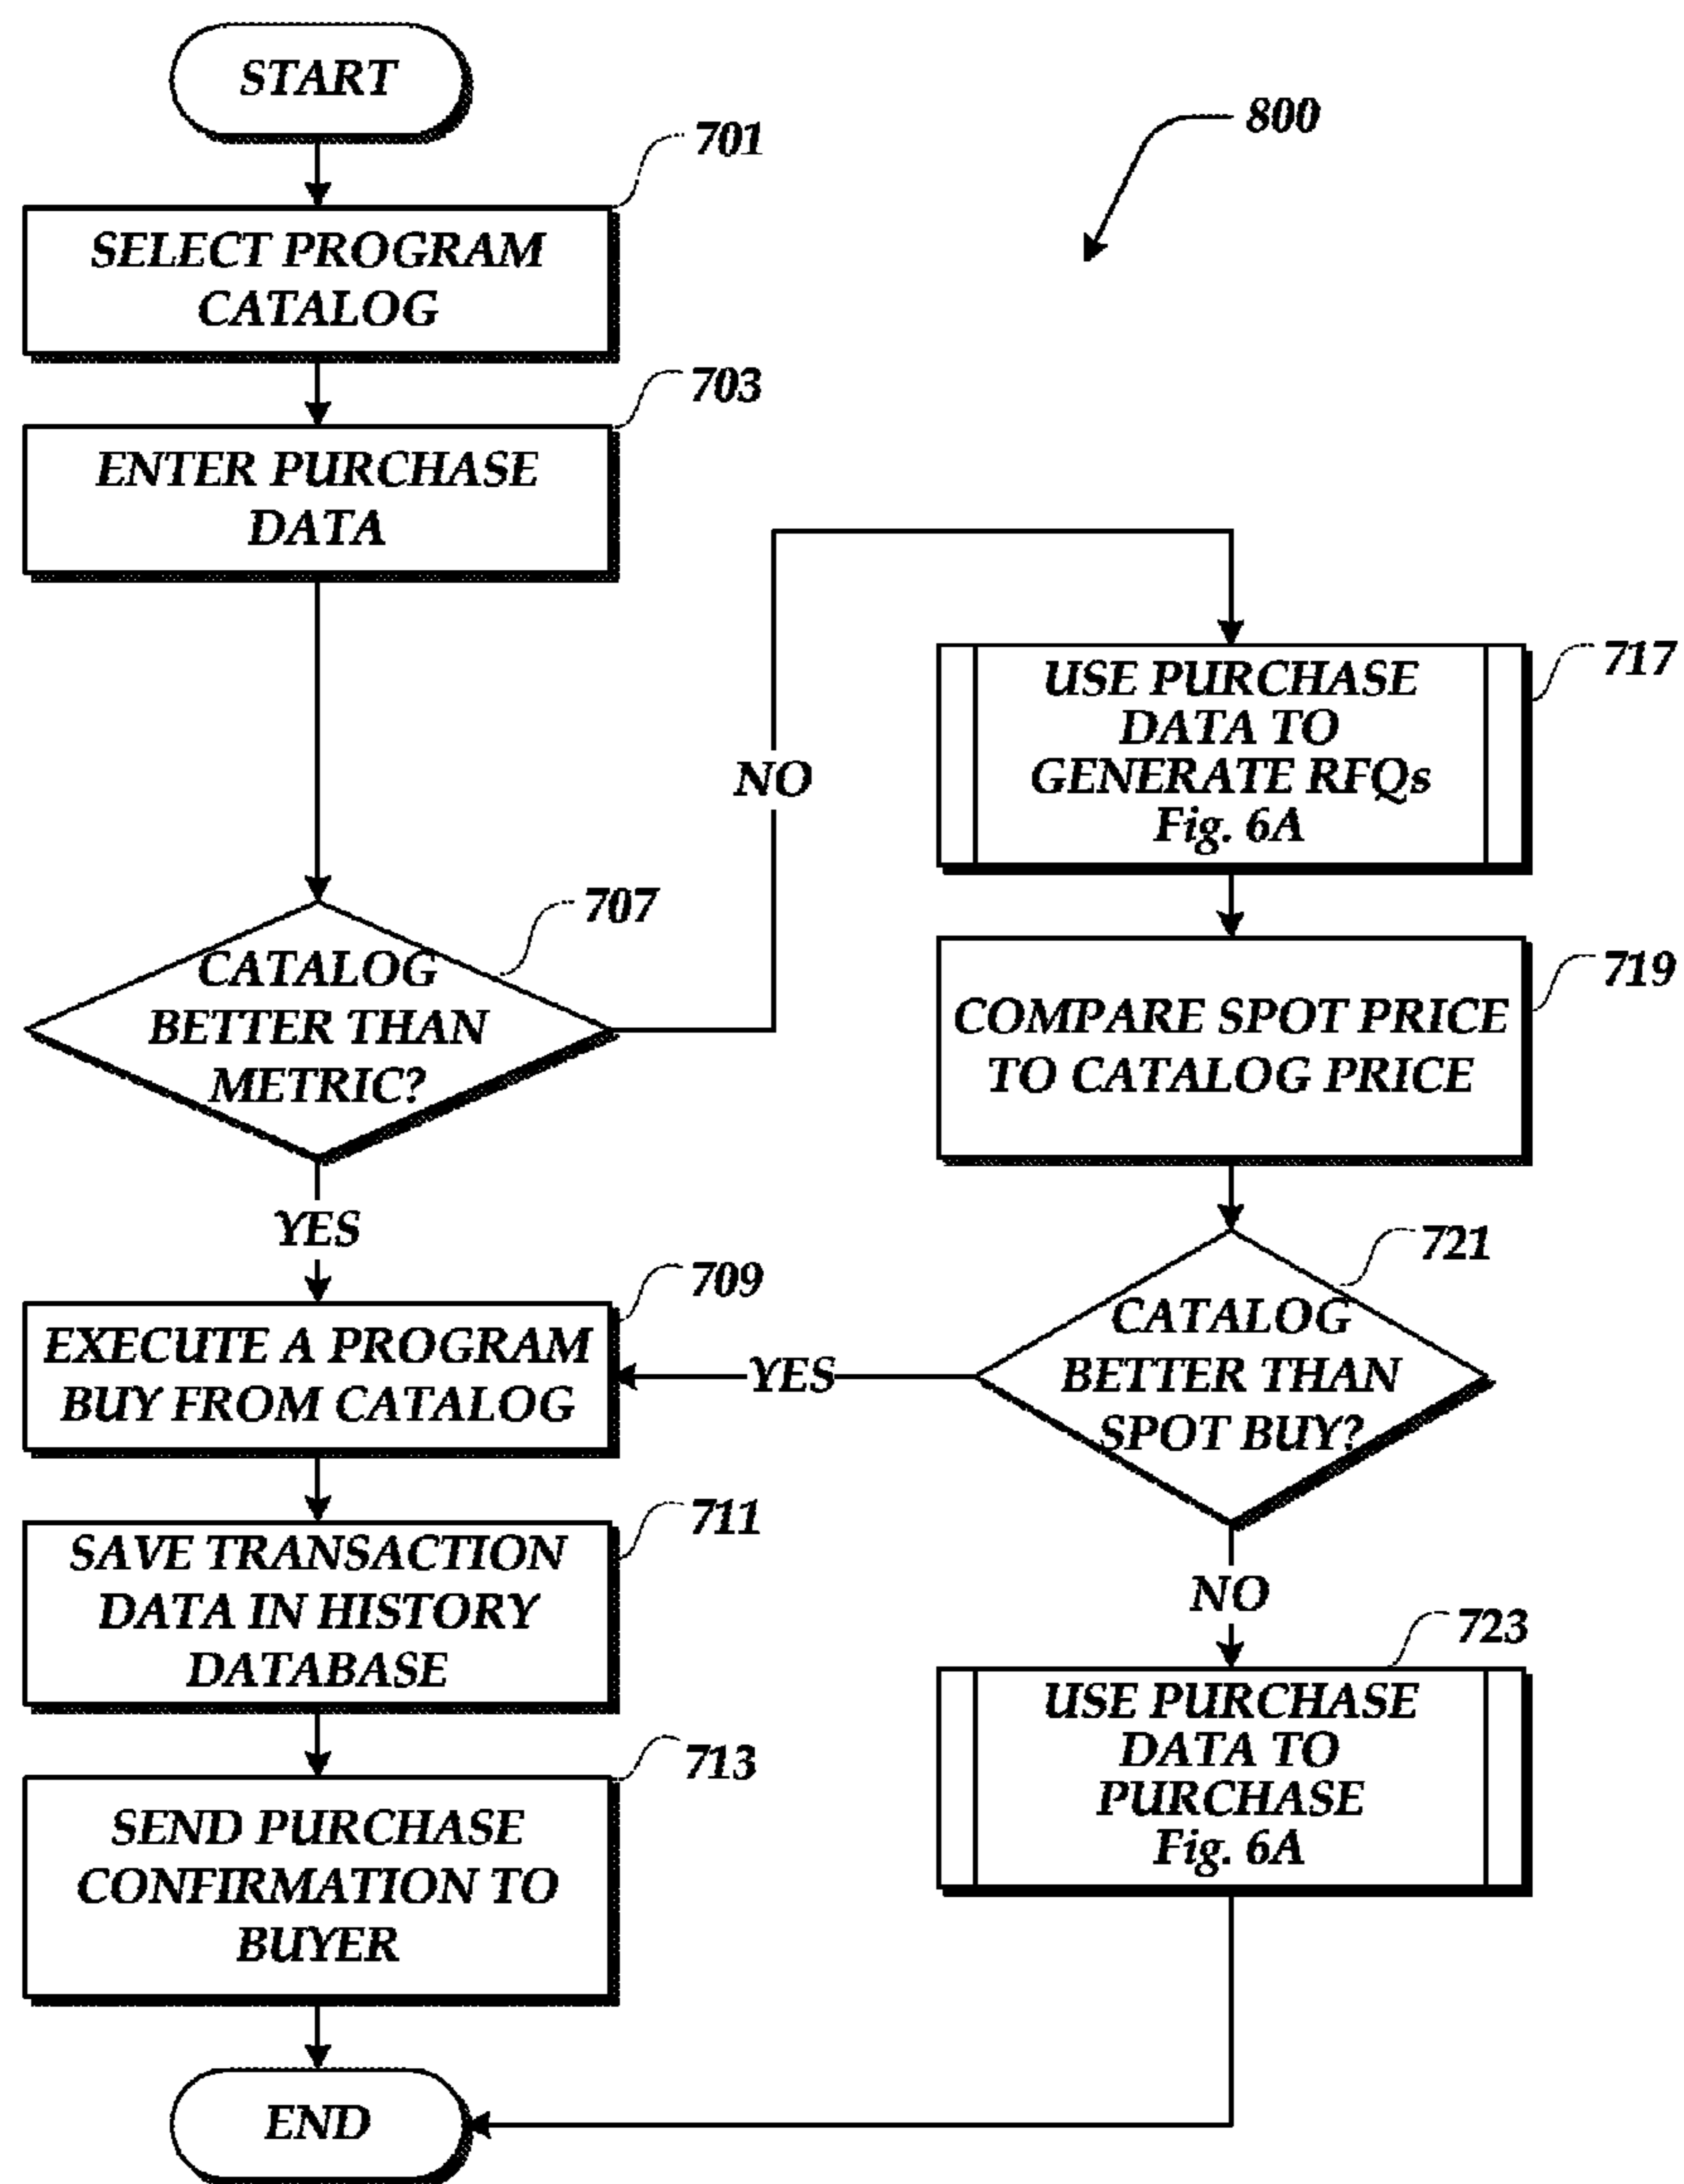 START
800
701
SELECT PROGRAM
CATALOG
703
ENTER PURCHASE
DATA
NO
717
USE PURCHASE
DATA TO
GENERATE RFQs
Fig. 6A
707
CATALOG
BETTER THAN
METRIC?
719
COMPARE SPOT PRICE
TO CATALOG PRICE
YES
709
EXECUTE A PROGRAM
BUY FROM CATALOG
YES
721
CATALOG
BETTER THAN
SPOT BUY?
711
SAVE TRANSACTION
DATA IN HISTORY
DATABASE
NO
723
USE PURCHASE
DATA TO
PURCHASE
Fig. 6A
713
SEND PURCHASE
CONFIRMATION TO
BUYER
END